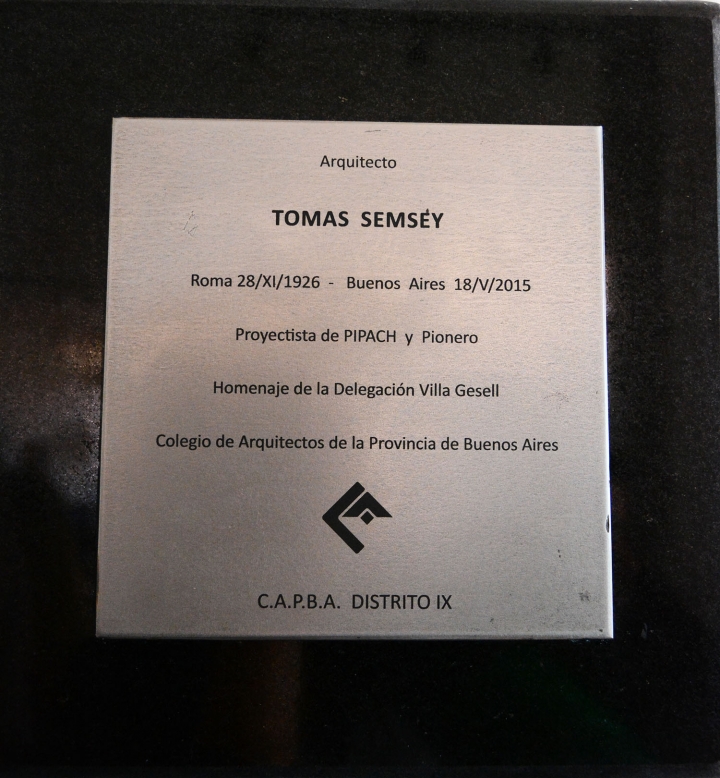 Arquitecto
TOMAS SEMSEY
Roma 28/XI/1926 - Buenos Aires 18/V/2015
Proyectista de PIPACH y Pionero
Homenaje de la Delegación Villa Gesell
Colegio de Arquitectos de la Provincia de Buenos Aires
C.A.P.B.A. DISTRITO IX